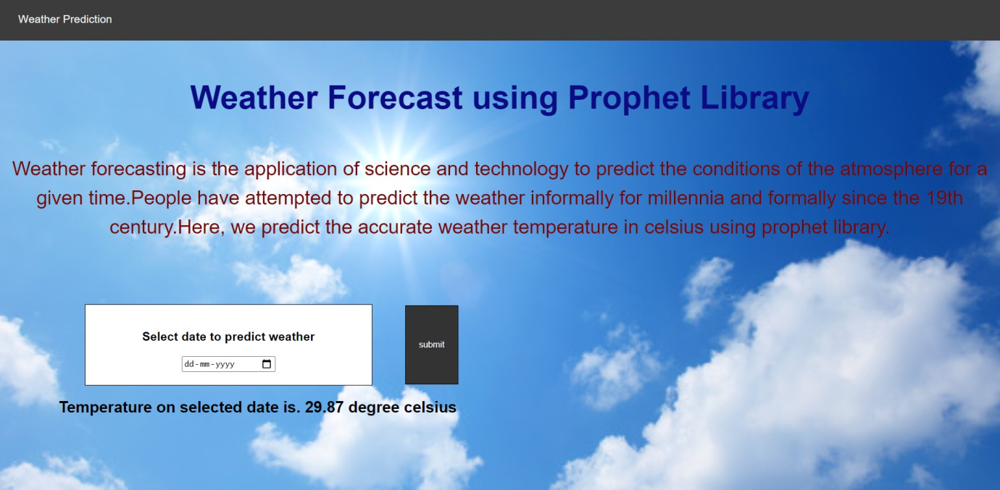 Weather Prediction
Weather Forecast using Prophet Library
Weather forecasting is the application of science and technology to predict the conditions of the atmosphere for a
given time.People have attempted to predict the weather informally for millennia and formally since the 19th
century.Here, we predict the accurate weather temperature in celsius using prophet library.
Select date to predict weather
dd-mm-yyyy
submit
Temperature on selected date is. 29.87 degree celsius